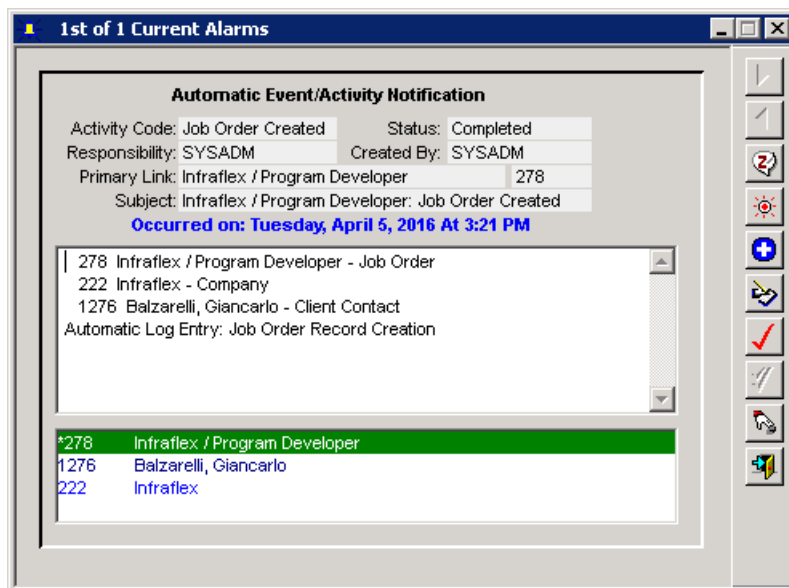 1st of 1 Current Alarms
Automatic Event/Activity Notification
Activity Code: Job Order Created Status: Completed
Responsibility: SYSADM Created By: SYSADM
Primary Link: Infraflex / Program Developer 278
Subject: Infraflex / Program Developer: Job Order Created
Occurred on: Tuesday, April 5, 2016 At 3:21 PM
278 Infraflex / Program Developer - Job Order
222 Infraflex - Company
1276 Balzarelli, Giancarlo - Client Contact
Automatic Log Entry: Job Order Record Creation
*278 Infraflex / Program Developer
1276 Balzarelli, Giancarlo
222 Infraflex